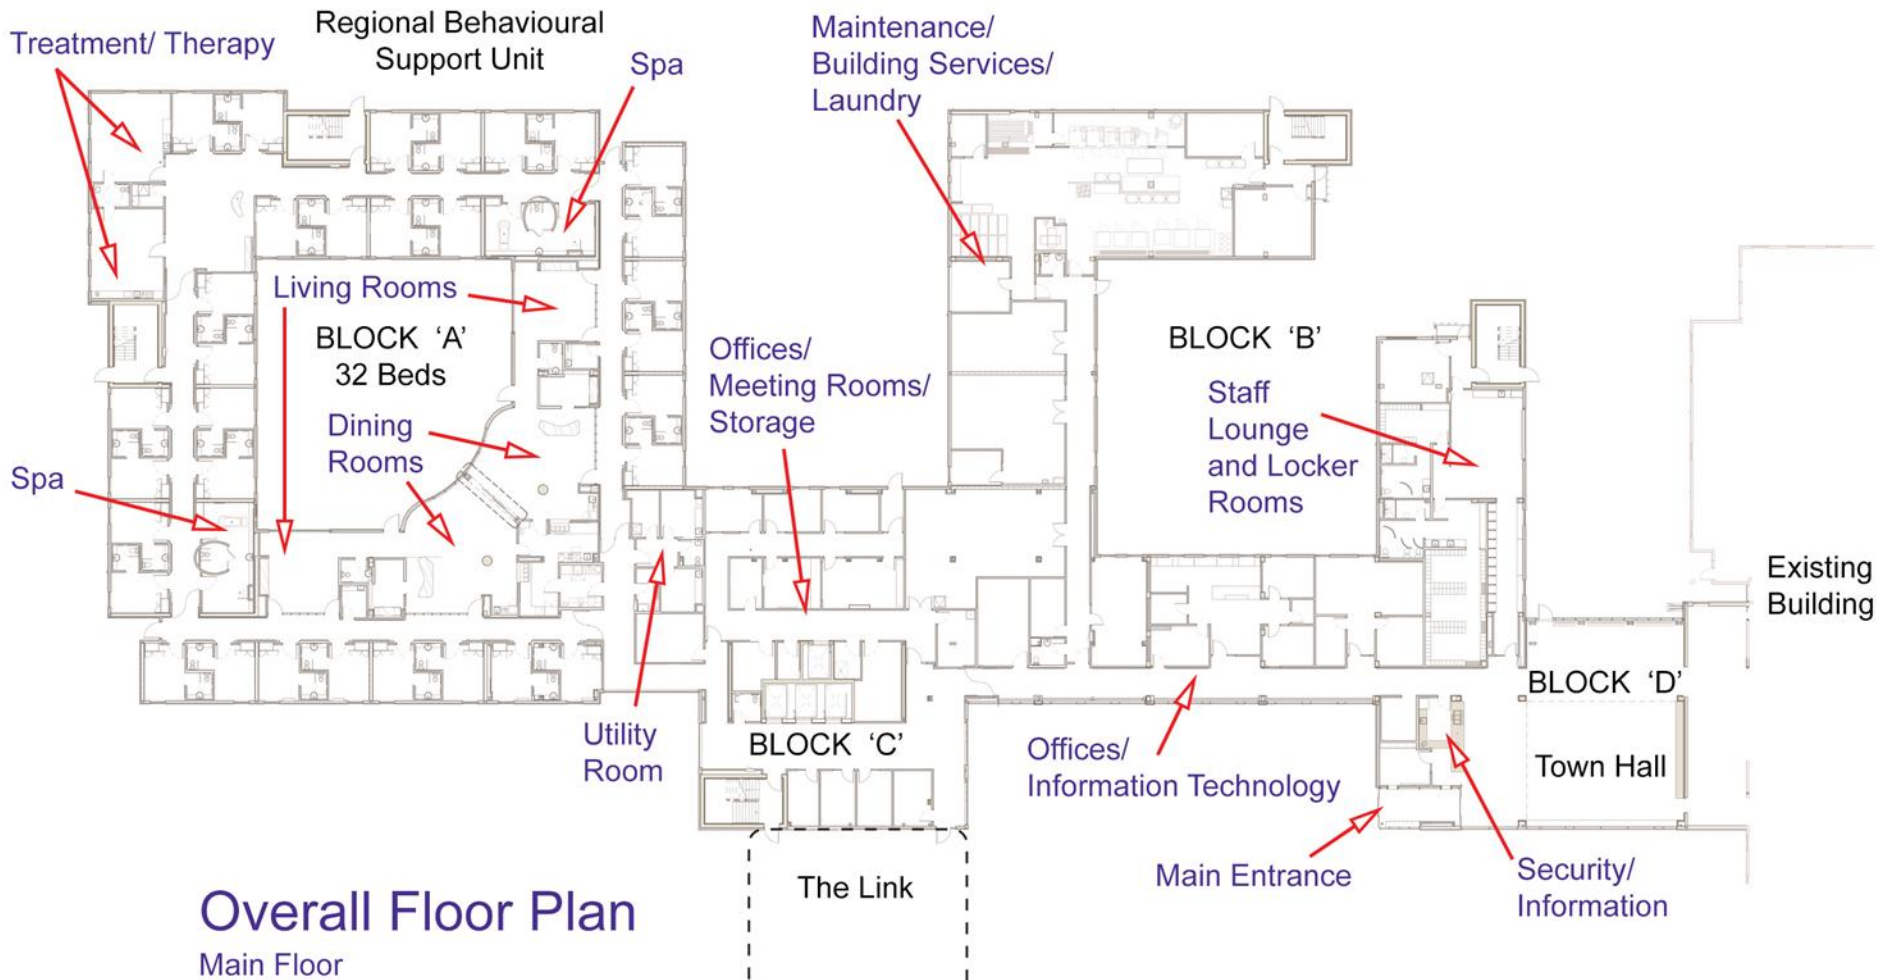 Treatment/ Therapy
Regional Behavioural
Support Unit
Spa
Maintenance/
Building Services/
Laundry
Living Rooms
BLOCK ‘A’
32 Beds
Dining
Rooms
Spa
Offices/
Meeting Rooms/
Storage
BLOCK ‘B’
Staff
Lounge
and Locker
Rooms
Existing
Building
Utility
Room
BLOCK ‘C’
Offices/
Information Technology
BLOCK ‘D’
Town Hall
Main Entrance
Security/
Information
The Link
Overall Floor Plan
Main Floor